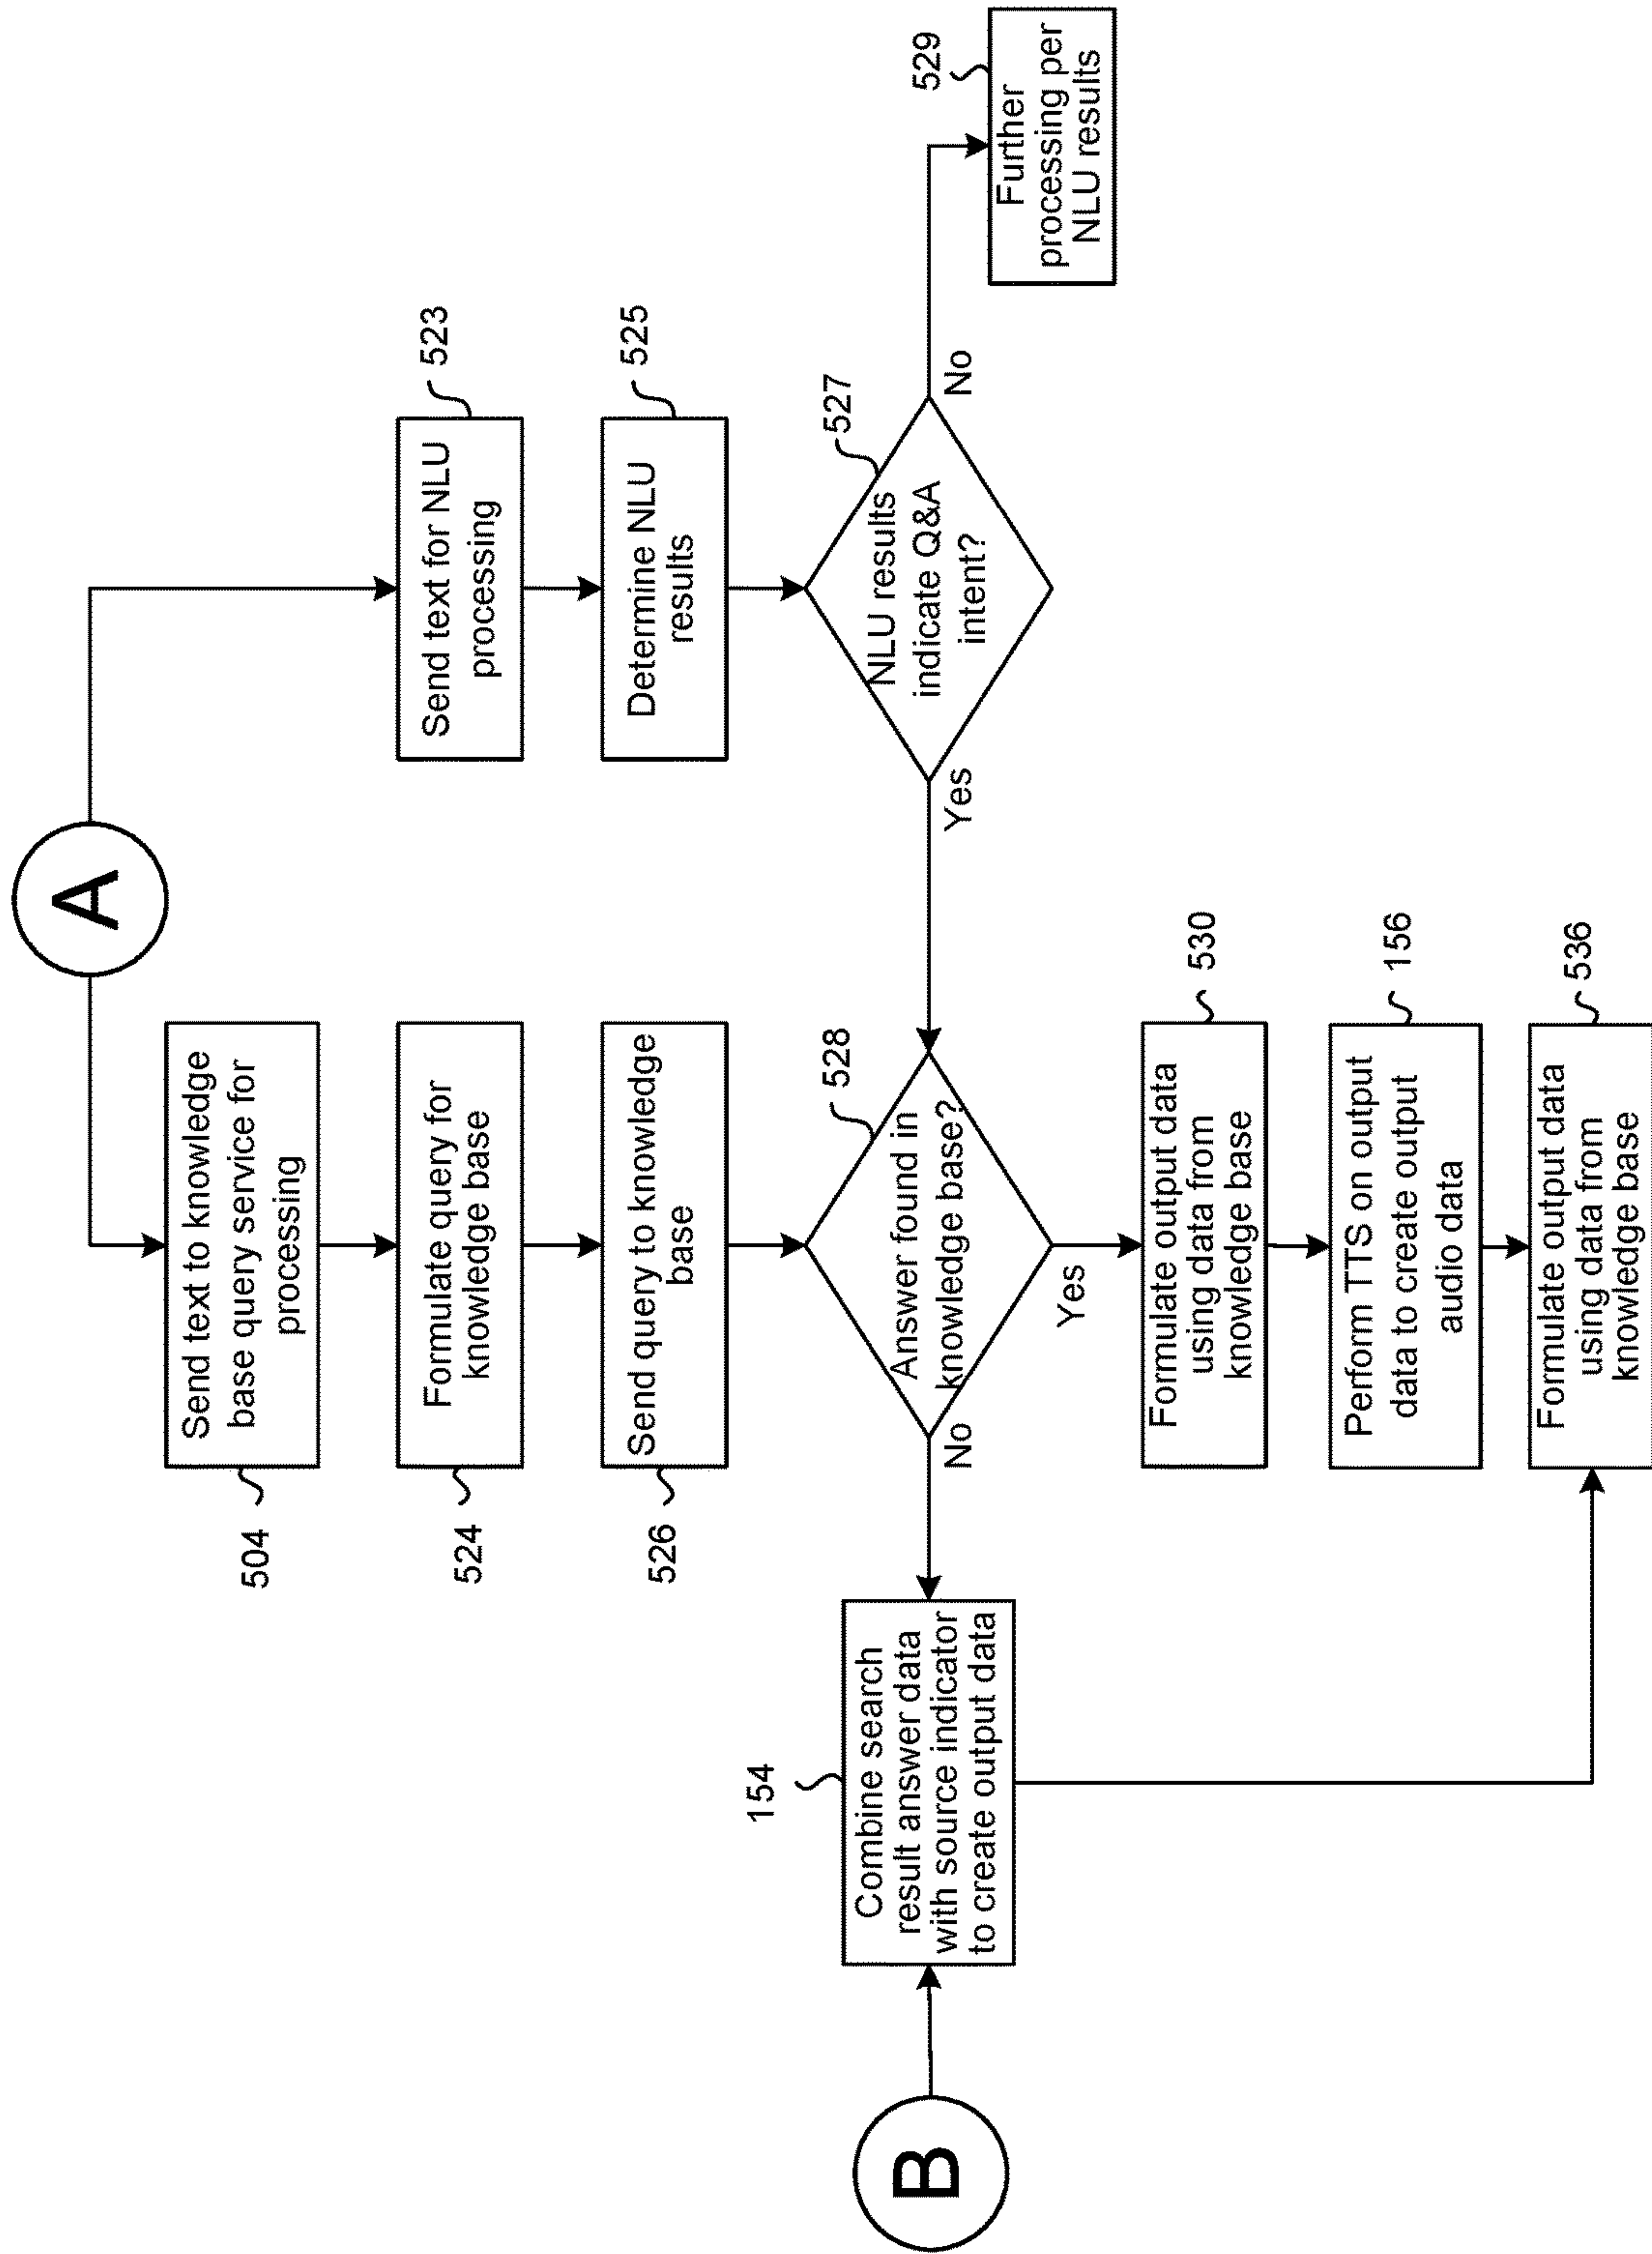 A
Send text to knowledge
base query service for
processing
504
Formulate query for
knowledge base
524
Send query to knowledge
base
526
Send text for NLU
processing
523
Determine NLU
results
525
NLU results
indicate Q&A
intent?
527
Yes
No
Further
processing per
NLU results
529
Answer found in
knowledge base?
528
No
Yes
B
Combine search
result answer data
with source indicator
to create output data
154
Formulate output data
using data from
knowledge base
530
Perform TTS on output
data to create output
audio data
156
Formulate output data
using data from
knowledge base
536